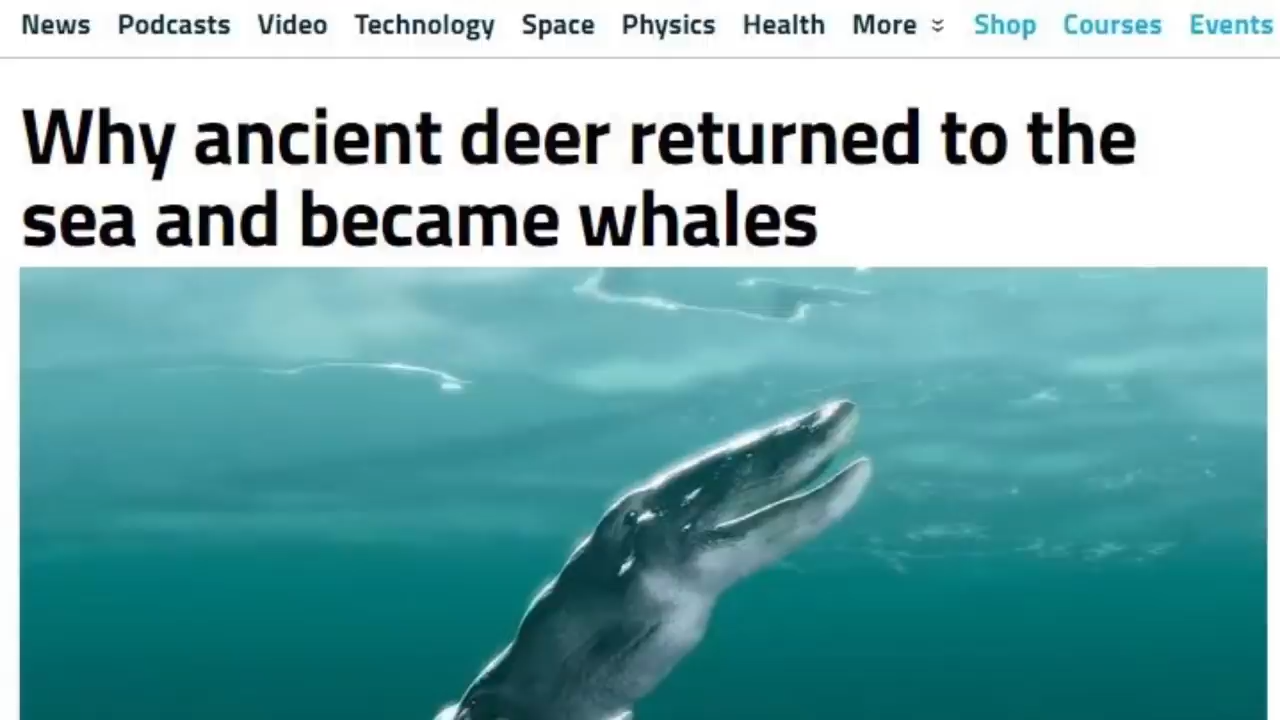 News Podcasts Video Technology Space Physics Health More Shop Courses Events
Why ancient deer returned to the
sea and became whales